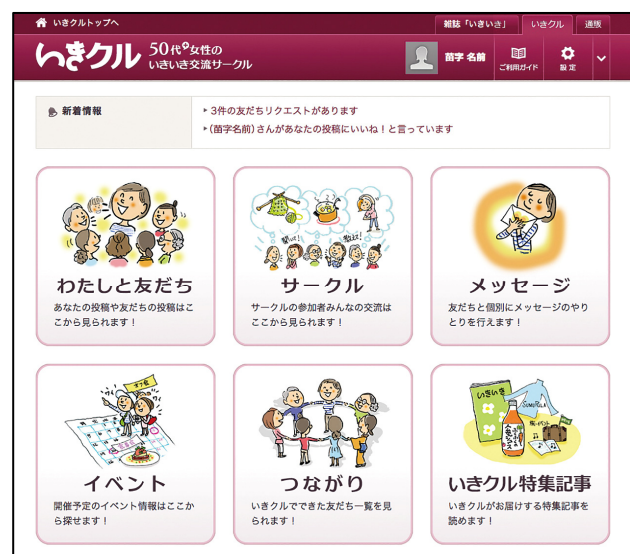 いきクルトップへ
雑誌「いきいき」 いきクル 通販
いきクル 50代〜女性の
いきいき交流サークル
苗字 名前 ご利用ガイド 設定
新着情報
3件の友だちリクエストがあります
(苗字名前)さんがあなたの投稿にいいね！と言っています
聞いて! 教えて!
わたしと友だち
あなたの投稿や友だちの投稿はこ
こから見られます！
サークル
サークルの参加者みんなの交流は
ここから見られます！
メッセージ
友だちと個別にメッセージのやり
とりを行えます！
オフ会
イベント
開催予定のイベント情報はここか
ら探せます！
つながり
いきクルでできた友だち一覧を見
られます！
いきいき
いきクル特集記事
いきクルがお届けする特集記事を
読めます！